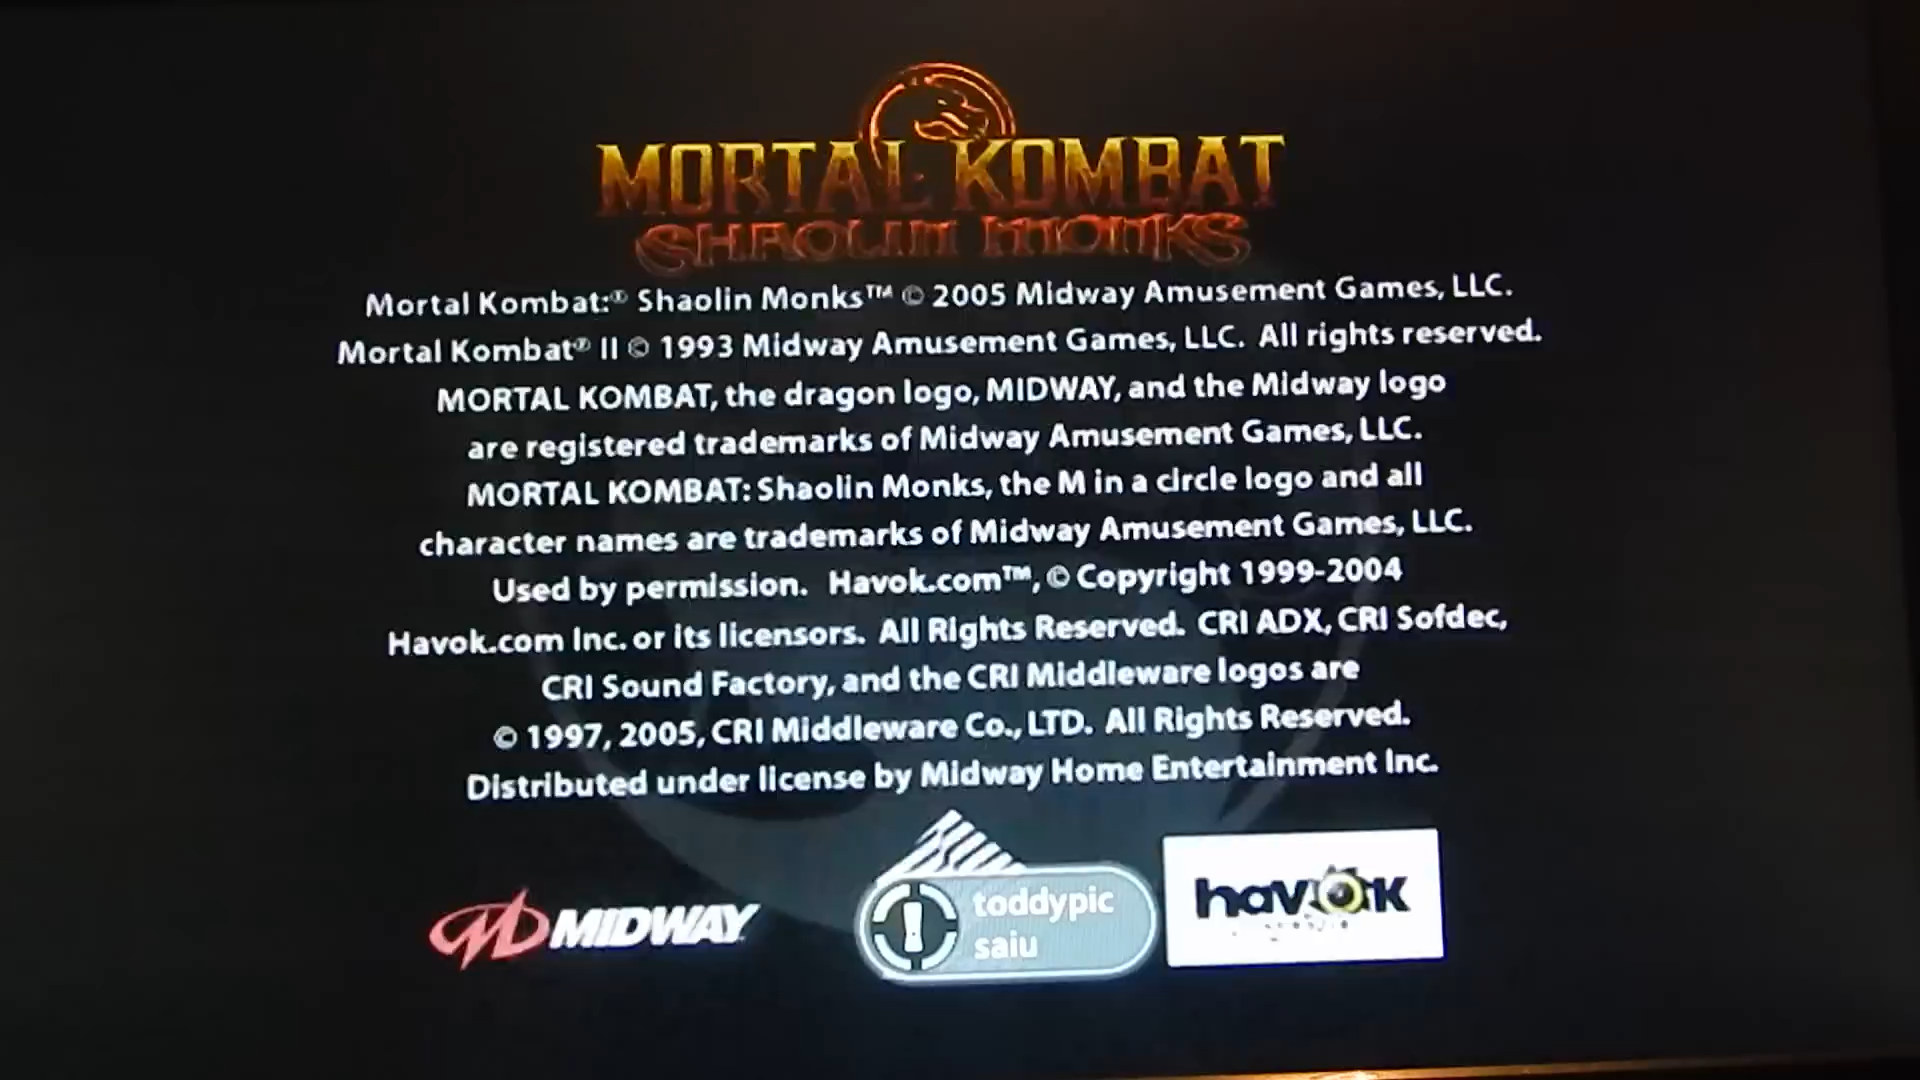 MORTAL KOMBAT
SHAOLIN MONKS
Mortal Kombat:® Shaolin Monks™ © 2005 Midway Amusement Games, LLC.
Mortal Kombat® II © 1993 Midway Amusement Games, LLC. All rights reserved.
MORTAL KOMBAT, the dragon logo, MIDWAY, and the Midway logo
are registered trademarks of Midway Amusement Games, LLC.
MORTAL KOMBAT: Shaolin Monks, the M in a circle logo and all
character names are trademarks of Midway Amusement Games, LLC.
Used by permission. Havok.com™, © Copyright 1999-2004
Havok.com Inc. or its licensors. All Rights Reserved. CRI ADX, CRI Sofdec,
CRI Sound Factory, and the CRI Middleware logos are
© 1997, 2005, CRI Middleware Co., LTD. All Rights Reserved.
Distributed under license by Midway Home Entertainment Inc.
MIDWAY
toddypic
saiu
havok